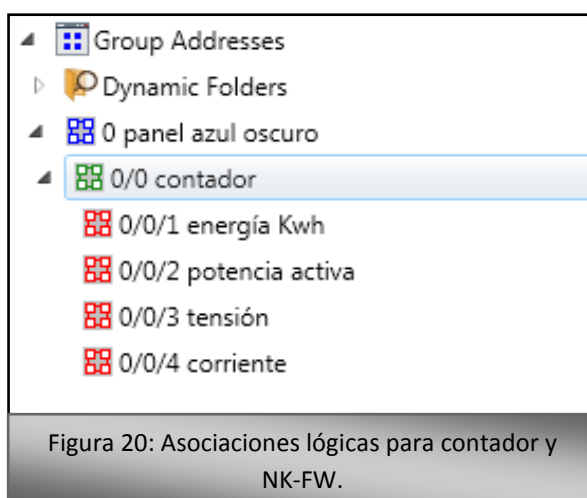 Group Addresses
Dynamic Folders
0 panel azul oscuro
0/0 contador
0/0/1 energía Kwh
0/0/2 potencia activa
0/0/3 tensión
0/0/4 corriente
Figura 20: Asociaciones lógicas para contador y
NK-FW.